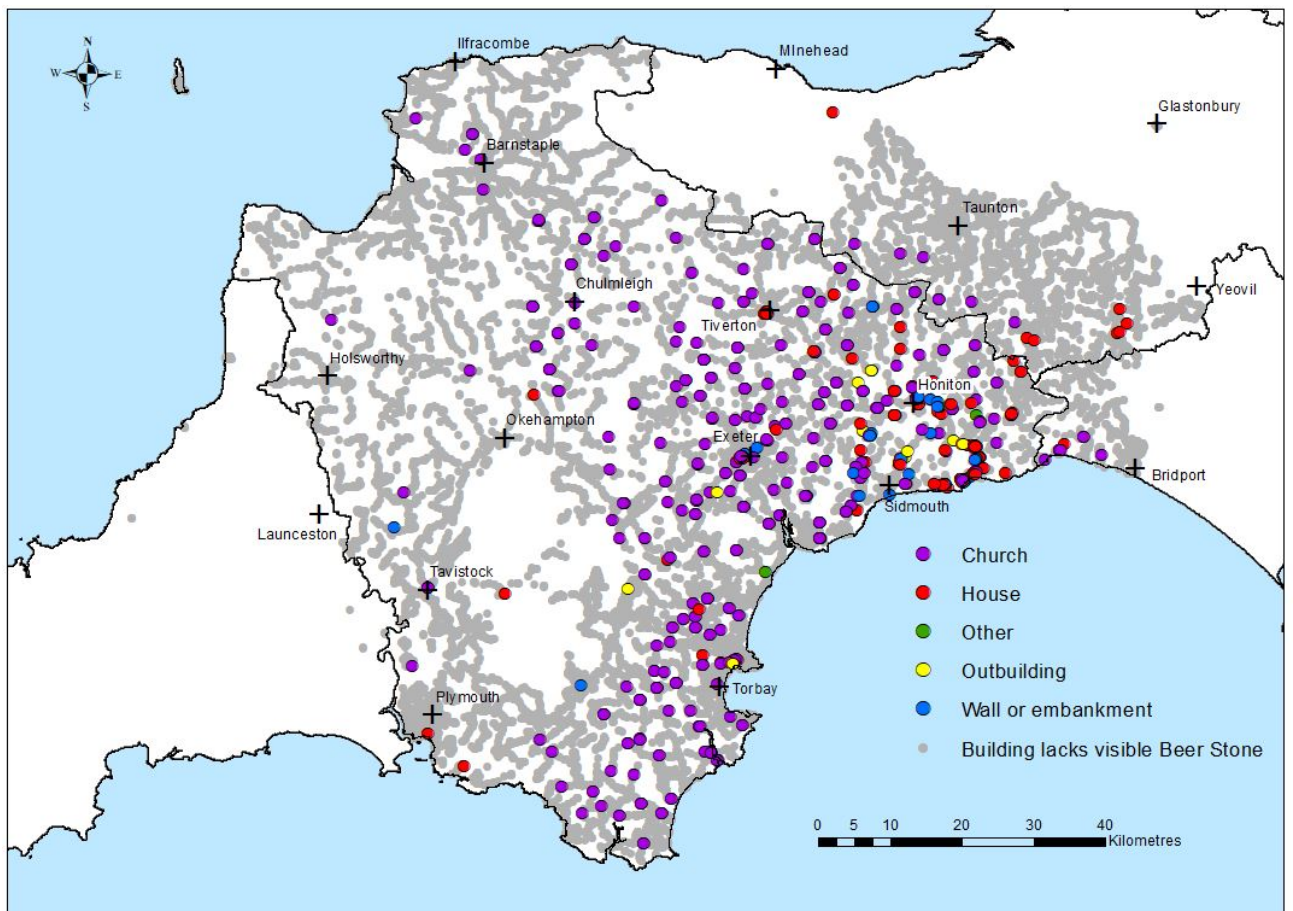 N
W E
S
Ilfracombe
MInehead
Glastonbury
Barnstaple
Taunton
Chulmleigh
Yeovil
Tiverton
Holsworthy
Honiton
Okehampton
Exeter
Bridport
Sidmouth
Launceston
Tavistock
Torbay
Plymouth
Church
House
Other
Outbuilding
Wall or embankment
Building lacks visible Beer Stone
0 5 10 20 30 40
Kilometres